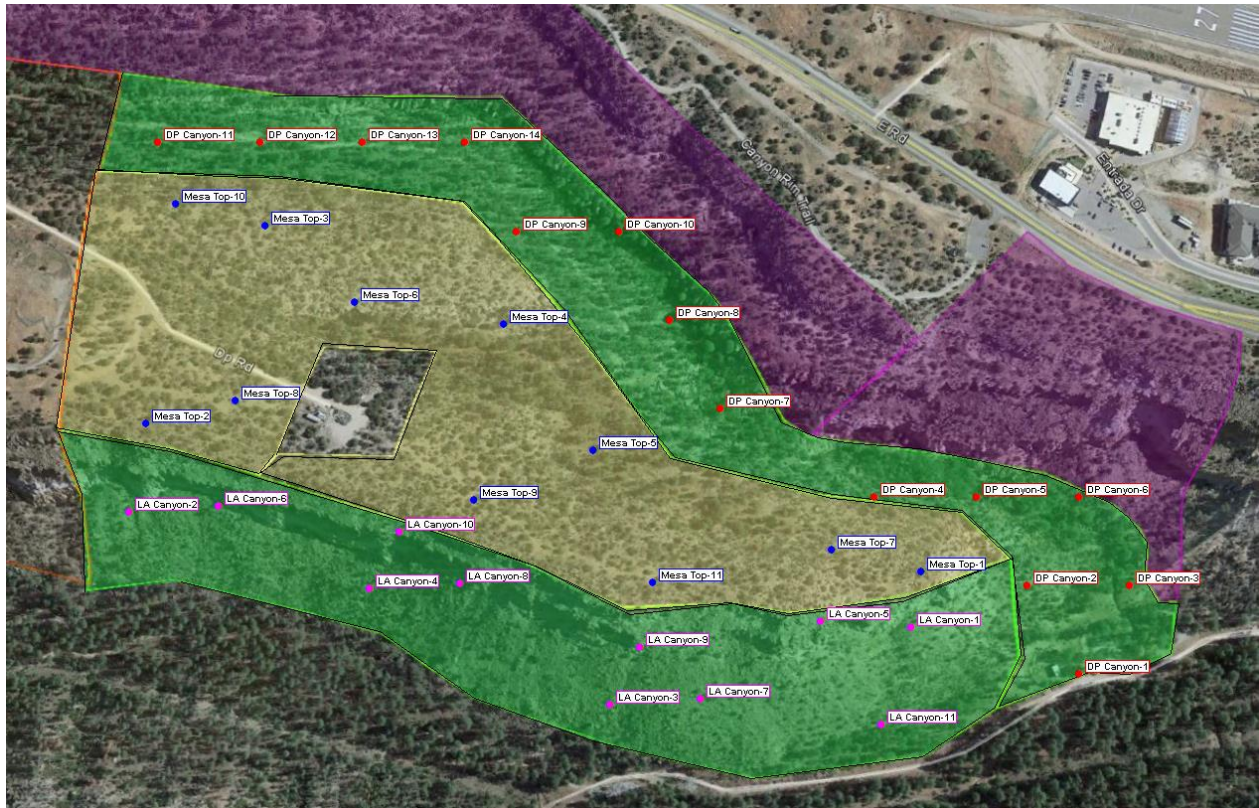 27
E Rd
Entrada Dr
Canyon Rim Trail
DP Canyon-11
DP Canyon-12
DP Canyon-13
DP Canyon-14
Mesa Top-10
Mesa Top-3
DP Canyon-9
DP Canyon-10
Mesa Top-6
Mesa Top-4
DP Canyon-8
Dp Rd
Mesa Top-8
Mesa Top-2
DP Canyon-7
Mesa Top-5
LA Canyon-2
LA Canyon-6
Mesa Top-9
DP Canyon-4
DP Canyon-5
DP Canyon-6
LA Canyon-10
Mesa Top-7
Mesa Top-1
LA Canyon-4
LA Canyon-8
Mesa Top-11
DP Canyon-2
DP Canyon-3
LA Canyon-5
LA Canyon-1
LA Canyon-9
DP Canyon-1
LA Canyon-3
LA Canyon-7
LA Canyon-11